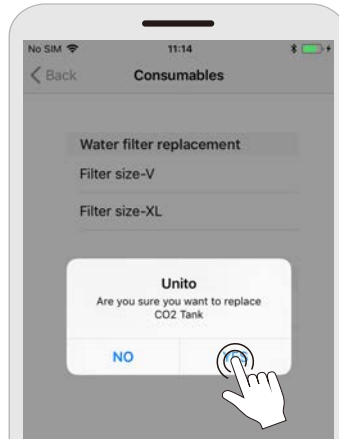 No SIM 11:14
Back Consumables
Water filter replacement
Filter size-V
Filter size-XL
Unito
Are you sure you want to replace
CO2 Tank
NO YES